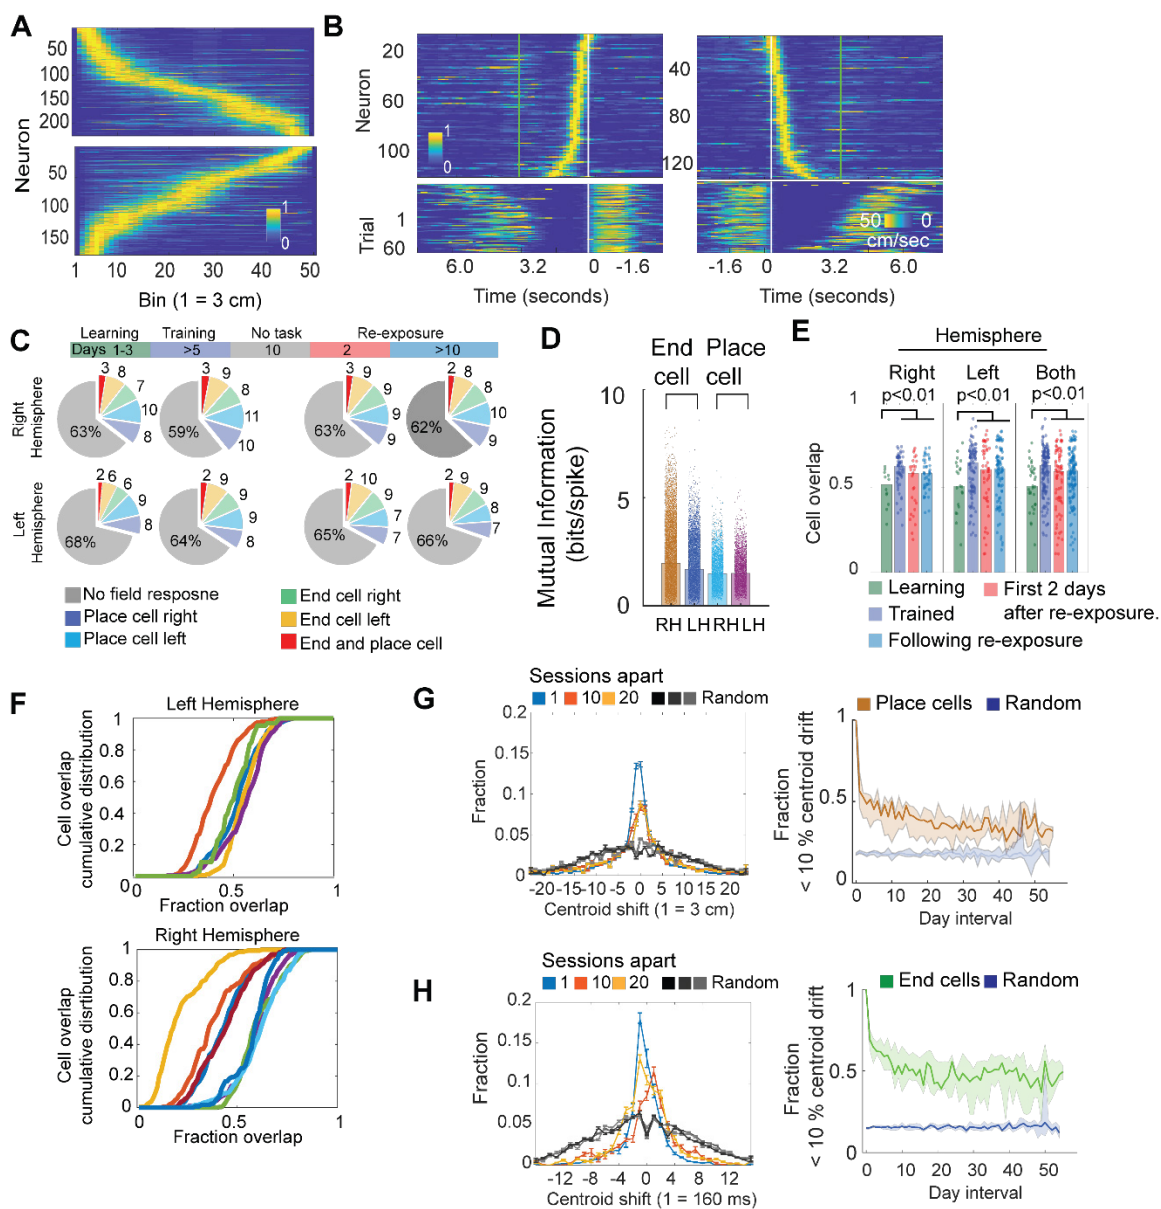 A
50
100
150
200
50
100
150
Neuron
1
0
1 10 20 30 40 50
Bin (1 = 3 cm)
B
20
60
100
Neuron
1
0
1
60
Trial
6.0 3.2 0 -1.6
Time (seconds)
40
80
120
50 0
cm/sec
-1.6 0 3.2 6.0
Time (seconds)
C
Learning Training No task Re-exposure
Days 1-3 >5 10 2 >10
Right
Hemisphere
3 8 7 10 8 63%
3 9 8 11 10 59%
3 9 8 9 9 63%
2 8 8 10 9 62%
Left
Hemisphere
2 6 6 9 8 68%
2 9 9 9 8 64%
2 10 9 7 7 65%
2 9 9 7 7 66%
No field resposne
Place cell right
Place cell left
End cell right
End cell left
End and place cell
D
End
cell
Place
cell
10
5
0
Mutual Information
(bits/spike)
RH LH RH LH
E
Hemisphere
Right Left Both
p<0.01 p<0.01 p<0.01
1
0.5
0
Cell overlap
Learning
Trained
Following re-exposure
First 2 days
after re-exposure.
F
Left Hemisphere
Cell overlap
cumulative distribution
1
0.8
0.6
0.4
0.2
0
0 0.5 1
Fraction overlap
Right Hemisphere
Cell overlap
cumulative disrtibution
1
0.8
0.6
0.4
0.2
0
0 0.5 1
Fraction overlap
G
Sessions apart
1 10 20 Random
0.2
0.15
0.1
0.05
0
Fraction
-20 -15 -10 -5 0 5 10 15 20
Centroid shift (1 = 3 cm)
Place cells Random
1
0.5
0
Fraction
< 10 % centroid drift
0 10 20 30 40 50
Day interval
H
Sessions apart
1 10 20 Random
0.2
0.15
0.1
0.05
0
Fraction
-12 -8 -4 0 4 8 12
Centroid shift (1 = 160 ms)
End cells Random
1
0.5
0
Fraction
< 10 % centroid drift
0 10 20 30 40 50
Day interval